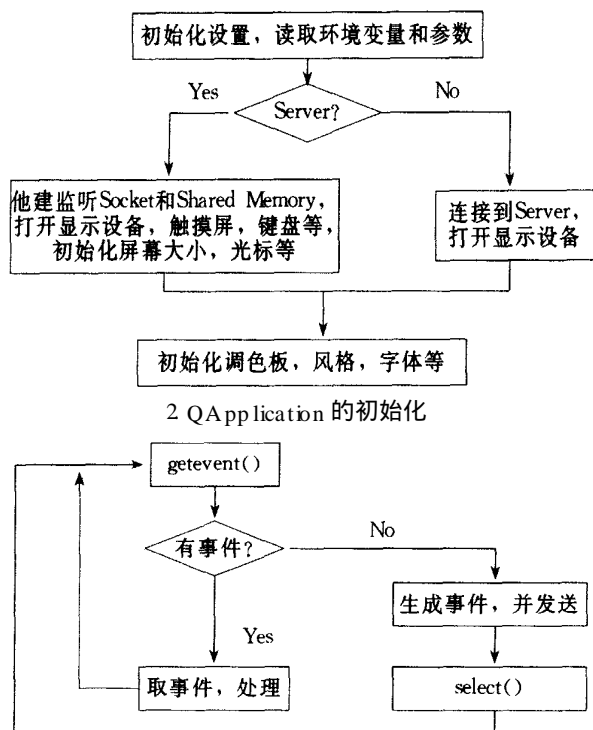 初始化设置，读取环境变量和参数
Yes
No
Server?
他建监听Socket和Shared Memory，
打开显示设备，触摸屏，键盘等，
初始化屏幕大小，光标等
连接到Server，
打开显示设备
初始化调色板，风格，字体等
2 QApplication 的初始化
getevent()
有事件？
No
生成事件，并发送
Yes
取事件，处理
select()